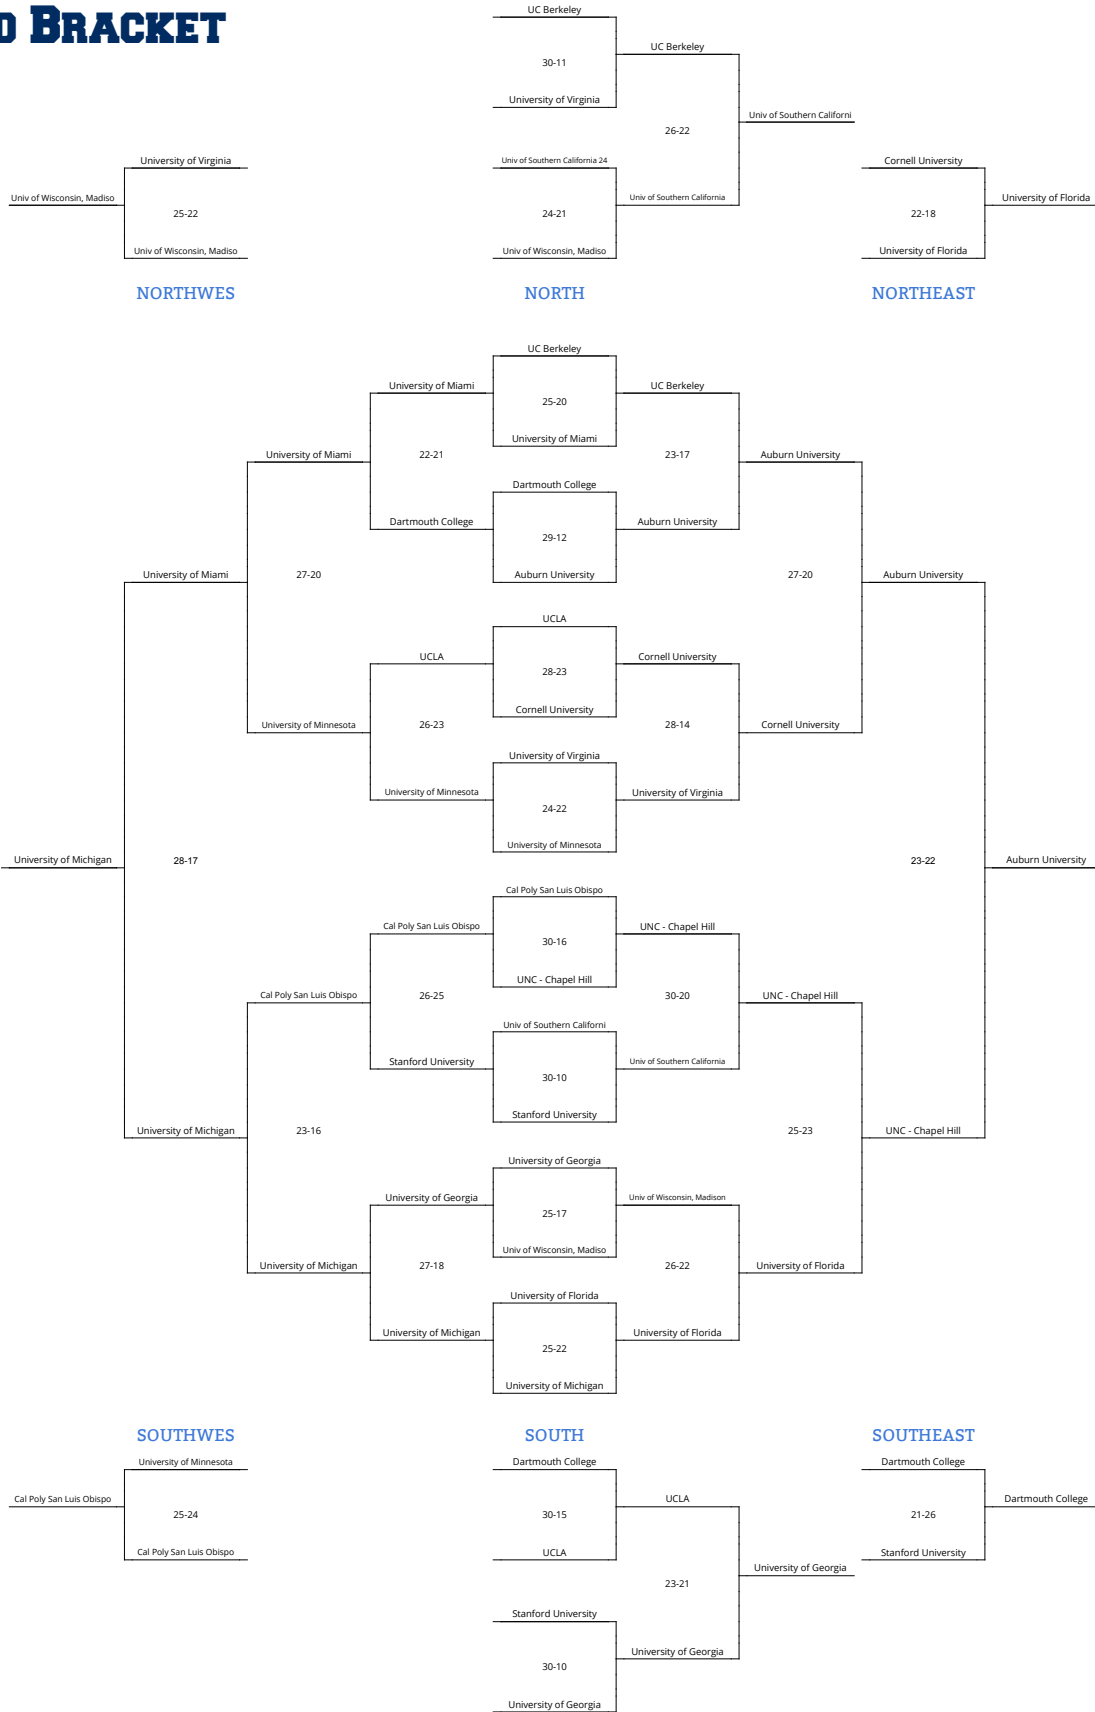 D BRACKET
UC Berkeley
UC Berkeley
30-11
University of Virginia
Univ of Southern Californi
26-22
University of Virginia
Univ of Southern California 24
Cornell University
Univ of Wisconsin, Madiso
Univ of Southern California
University of Florida
25-22
24-21
22-18
Univ of Wisconsin, Madiso
Univ of Wisconsin, Madiso
University of Florida
NORTHWES
NORTH
NORTHEAST
UC Berkeley
University of Miami
UC Berkeley
25-20
University of Miami
University of Miami
22-21
23-17
Auburn University
Dartmouth College
Dartmouth College
Auburn University
29-12
University of Miami
27-20
Auburn University
27-20
Auburn University
UCLA
UCLA
Cornell University
28-23
Cornell University
University of Minnesota
26-23
28-14
Cornell University
University of Virginia
University of Minnesota
University of Virginia
24-22
University of Minnesota
University of Michigan
28-17
23-22
Auburn University
Cal Poly San Luis Obispo
Cal Poly San Luis Obispo
UNC - Chapel Hill
30-16
UNC - Chapel Hill
Cal Poly San Luis Obispo
26-25
30-20
UNC - Chapel Hill
Univ of Southern Californi
Stanford University
Univ of Southern California
30-10
Stanford University
University of Michigan
23-16
25-23
UNC - Chapel Hill
University of Georgia
University of Georgia
Univ of Wisconsin, Madison
25-17
Univ of Wisconsin, Madiso
University of Michigan
27-18
26-22
University of Florida
University of Florida
University of Michigan
University of Florida
25-22
University of Michigan
SOUTHWES
SOUTH
SOUTHEAST
University of Minnesota
Dartmouth College
Dartmouth College
Cal Poly San Luis Obispo
UCLA
Dartmouth College
25-24
30-15
21-26
Cal Poly San Luis Obispo
UCLA
Stanford University
University of Georgia
23-21
Stanford University
University of Georgia
30-10
University of Georgia